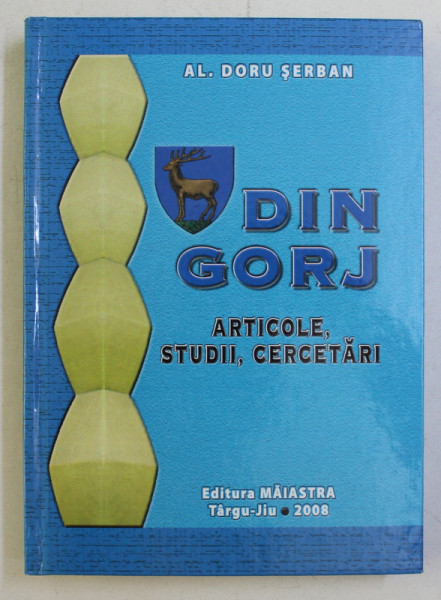 AL. DORU ŞERBAN
DIN
GORJ
ARTICOLE,
STUDII, CERCETĂRI
Editura MĂIASTRA
Târgu-Jiu • 2008